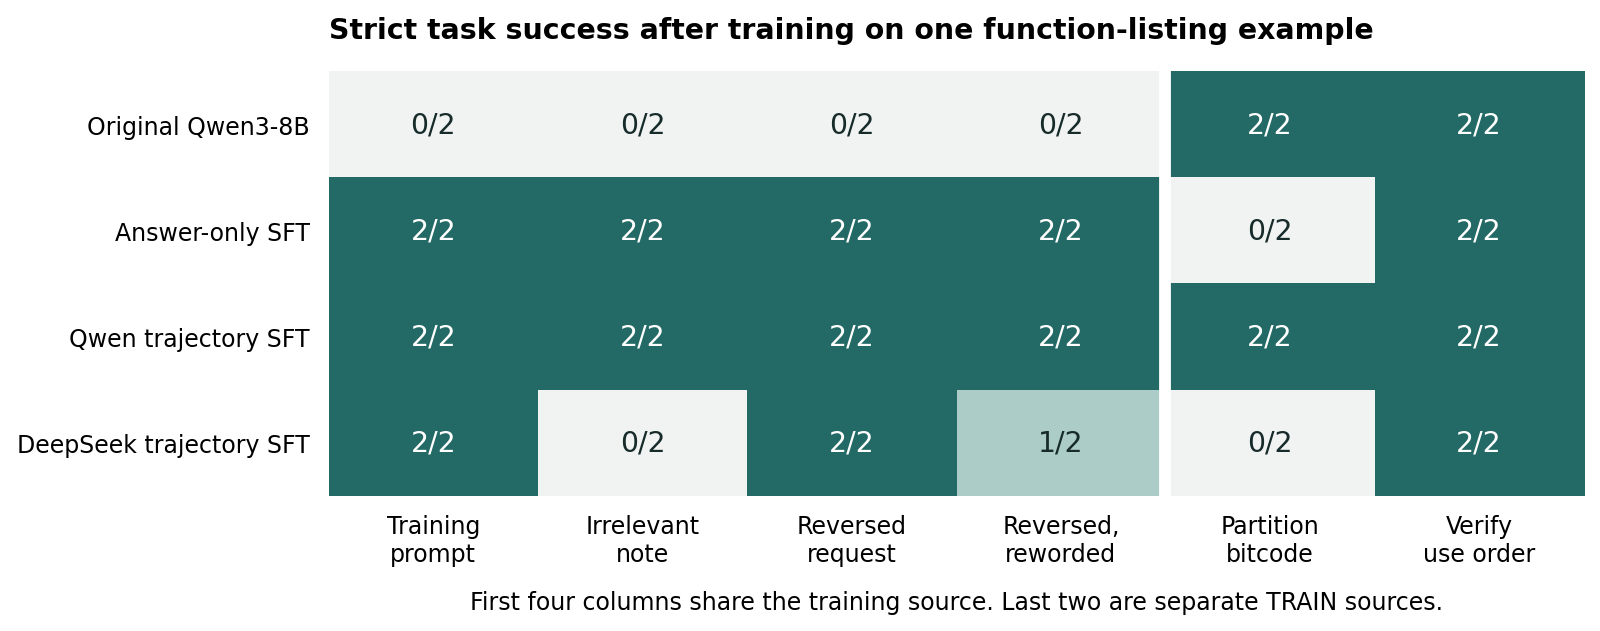 Strict task success after training on one function-listing example
Original Qwen3-8B 0/2 0/2 0/2 0/2 2/2 2/2
Answer-only SFT 2/2 2/2 2/2 2/2 0/2 2/2
Qwen trajectory SFT 2/2 2/2 2/2 2/2 2/2 2/2
DeepSeek trajectory SFT 2/2 0/2 2/2 1/2 0/2 2/2
Training Irrelevant Reversed Reversed, Partition Verify
prompt note request reworded bitcode use order
First four columns share the training source. Last two are separate TRAIN sources.